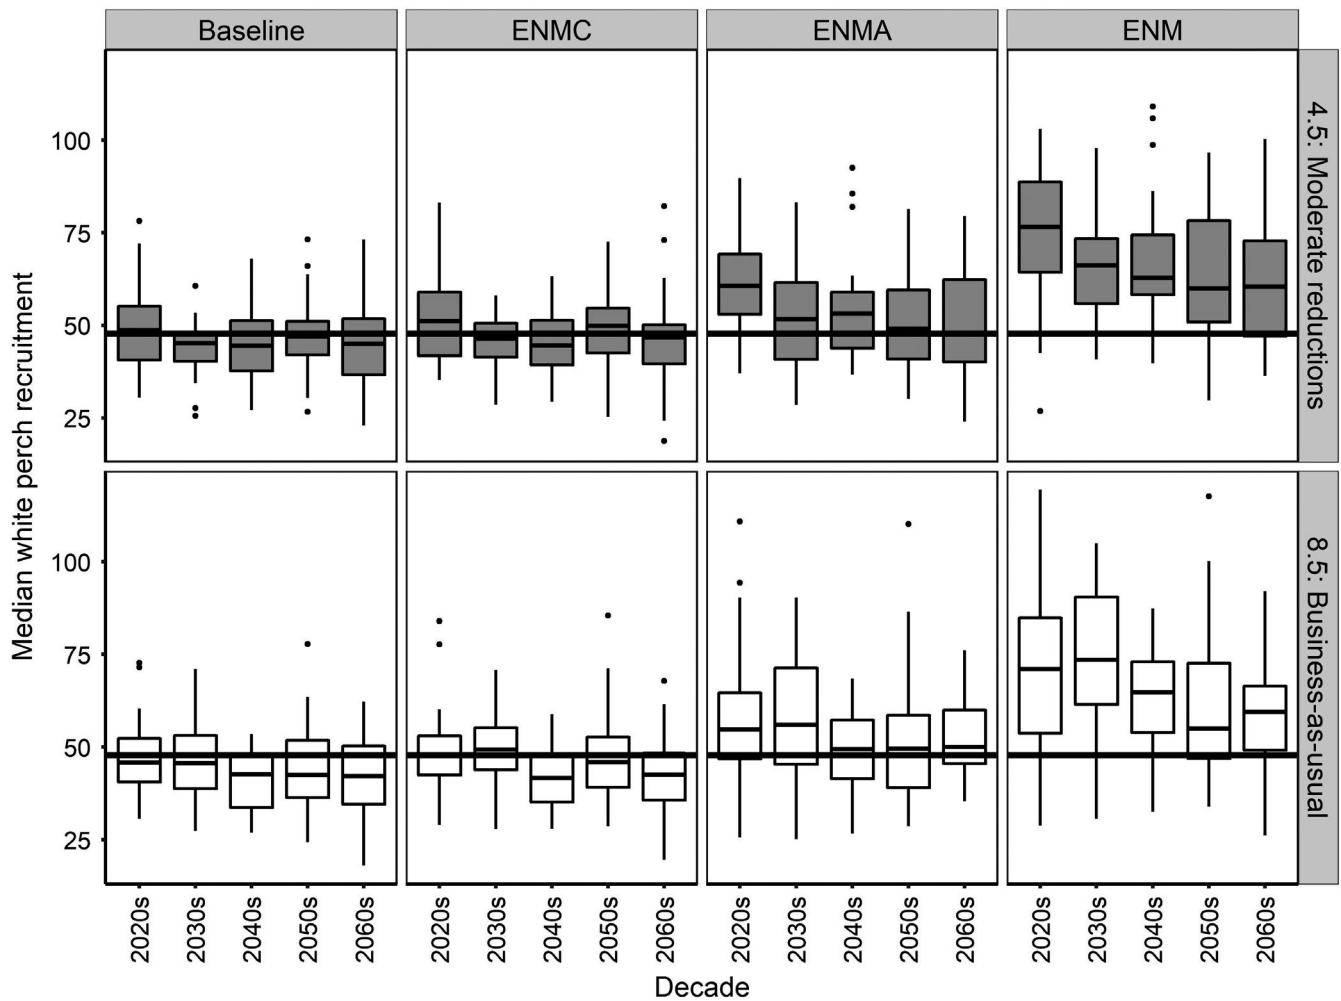 Baseline
ENMC
ENMA
ENM
Median white perch recruitment
100
75
50
25
4.5: Moderate reductions
100
75
50
25
8.5: Business-as-usual
2020s
2030s
2040s
2050s
2060s
2020s
2030s
2040s
2050s
2060s
2020s
2030s
2040s
2050s
2060s
2020s
2030s
2040s
2050s
2060s
Decade